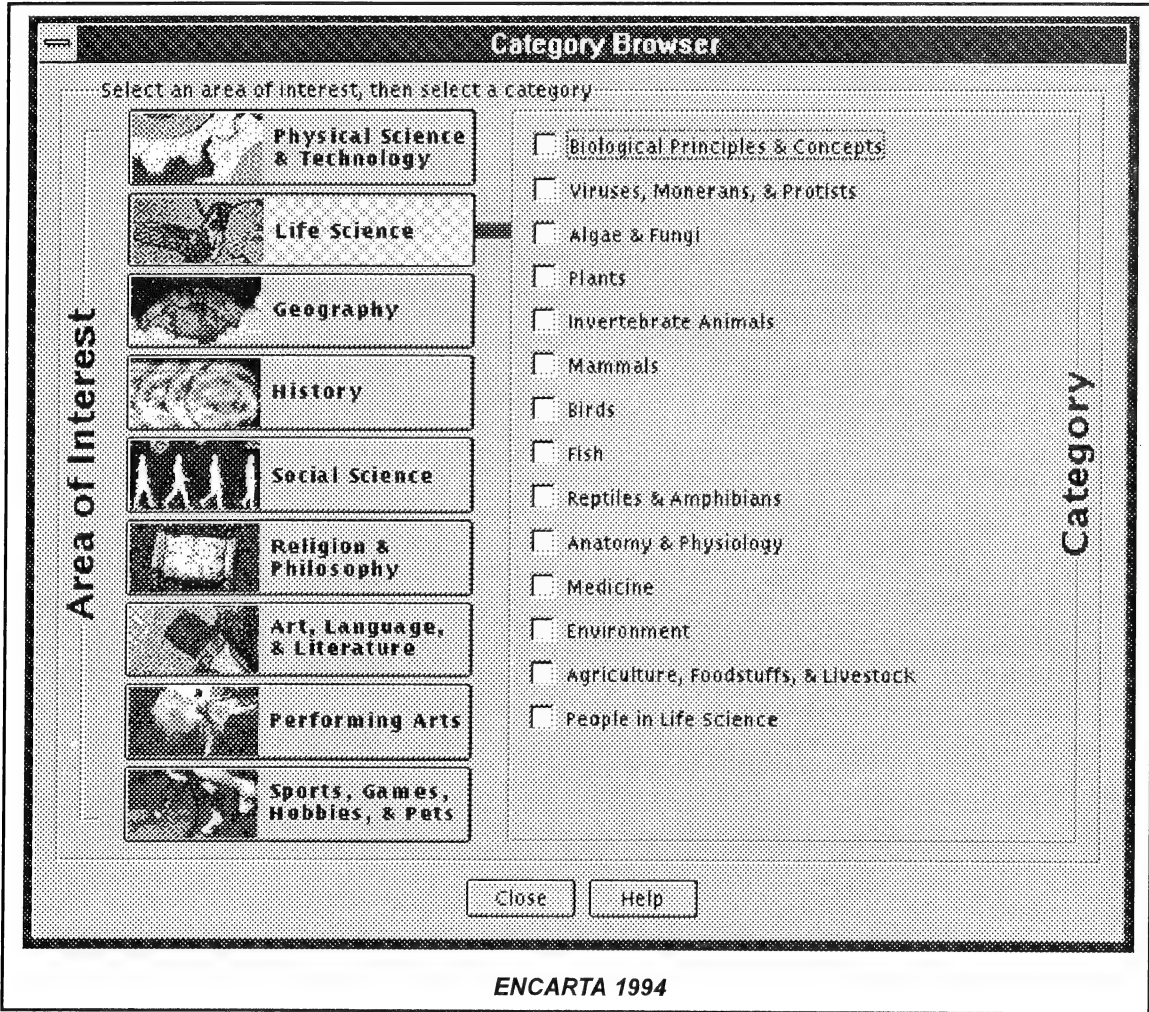 Category Browser
Select an area of interest, then select a category
Area of Interest
Physical Science
& Technology
Life Science
Geography
History
Social Science
Religion &
Philosophy
Art, Language,
& Literature
Performing Arts
Sports, Games,
Hobbies, & Pets
Biological Principles & Concepts
Viruses, Monerans, & Protists
Algae & Fungi
Plants
Invertebrate Animals
Mammals
Birds
Fish
Reptiles & Amphibians
Anatomy & Physiology
Medicine
Environment
Agriculture, Foodstuffs, & Livestock
People in Life Science
Category
Close
Help
ENCARTA 1994